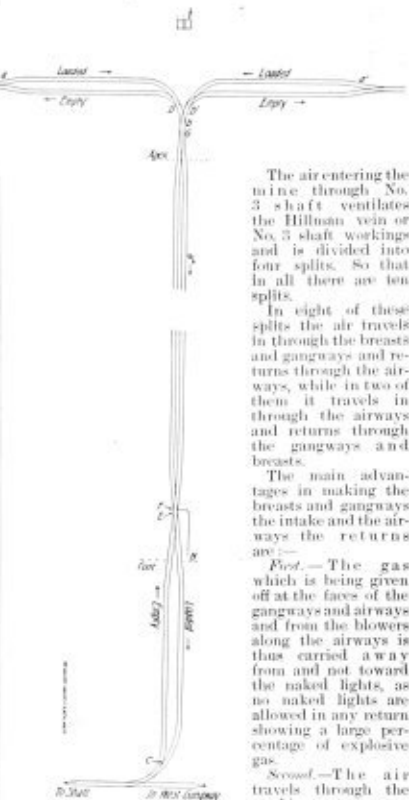 a
Loaded
Loaded
a'
Empty
Empty
Apex
The air entering the
mine through No.
3 shaft ventilates
the Hillman vein or
No. 3 shaft workings
and is divided into
four splits. So that
in all there are ten
splits.
In eight of these
splits the air travels
in through the breasts
and gangways and re-
turns through the air-
ways, while in two of
them it travels in
through the airways
and returns through
the gangways and
breasts.
The main advan-
tages in making the
breasts and gangways
the intake and the air-
ways the returns
are:—
First.—The gas
which is being given
off at the faces of the
gangways and airways
and from the blowers
along the airways is
thus carried away
from and not toward
the naked lights, as
no naked lights are
allowed in any return
showing a large per-
centage of explosive
gas.
Second.—The air
travels through the
Foot
Empty
Loaded
C
To Shaft
To West Gangway